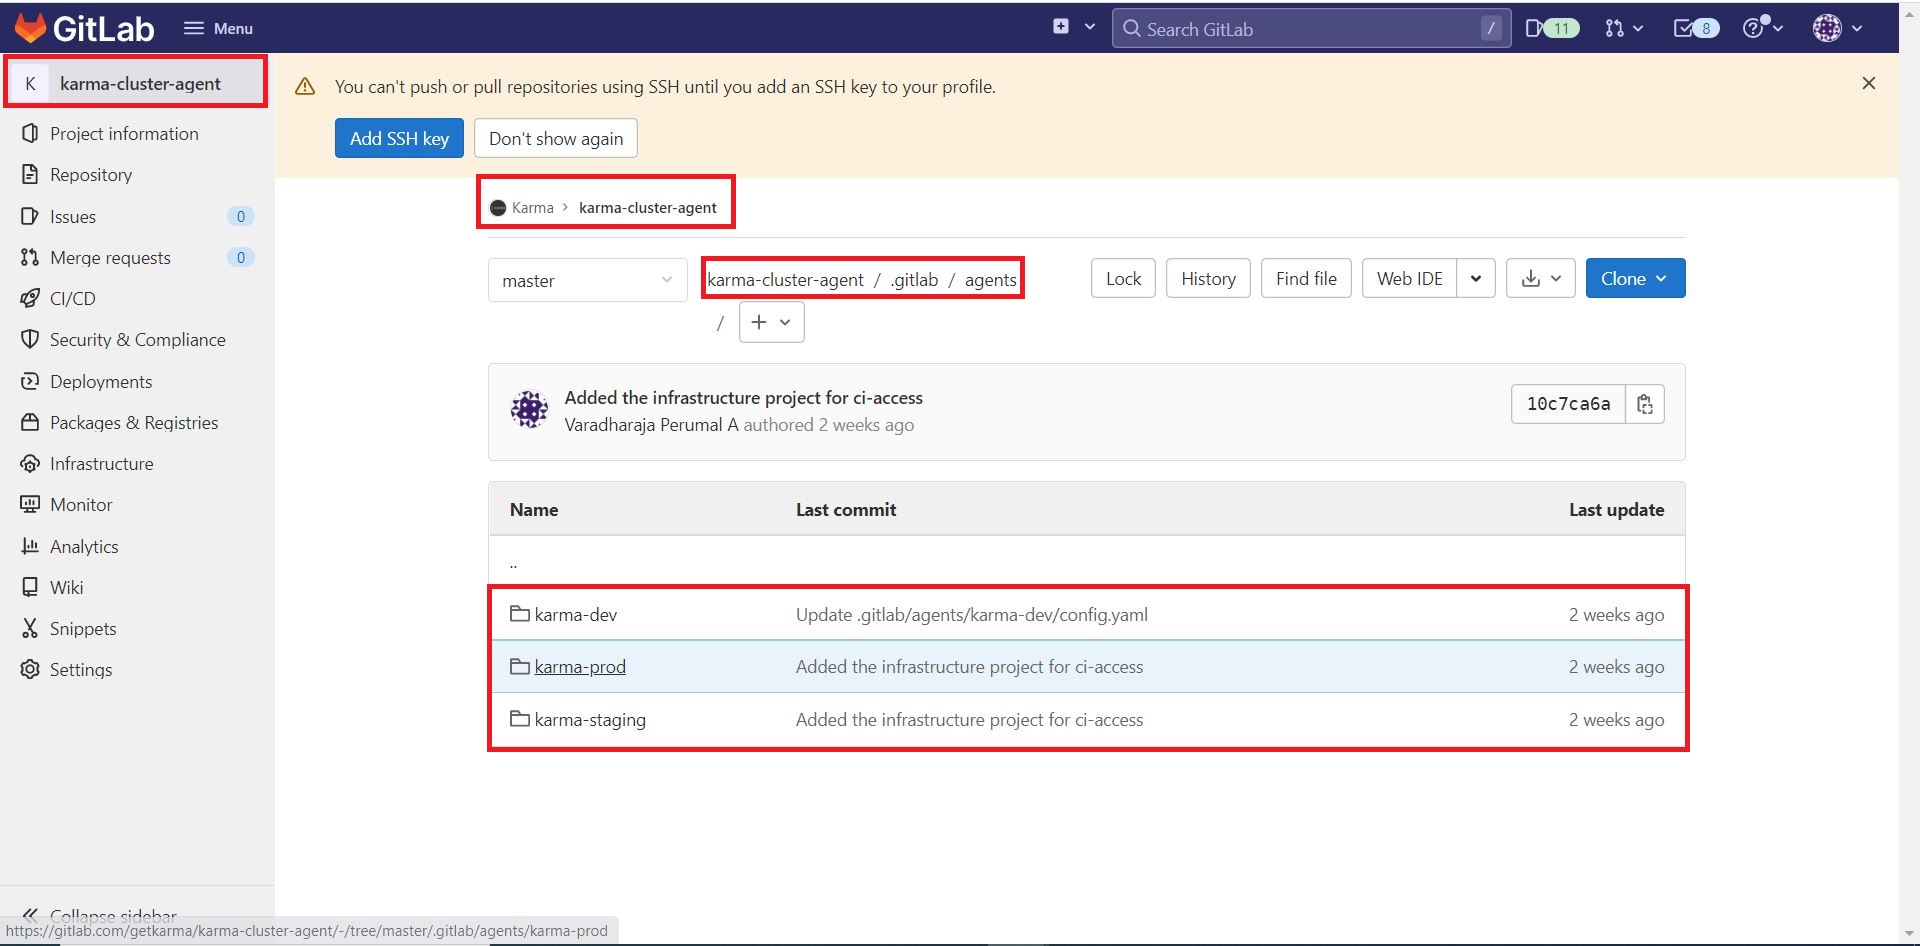 GitLab
Menu
Search GitLab
/
11
8
K karma-cluster-agent
Project information
Repository
Issues 0
Merge requests 0
CI/CD
Security & Compliance
Deployments
Packages & Registries
Infrastructure
Monitor
Analytics
Wiki
Snippets
Settings
Collapse sidebar
You can't push or pull repositories using SSH until you add an SSH key to your profile.
Add SSH key
Don't show again
Karma > karma-cluster-agent
master
karma-cluster-agent / .gitlab / agents
/ +
Lock
History
Find file
Web IDE
Clone
Added the infrastructure project for ci-access
Varadharaja Perumal A authored 2 weeks ago
10c7ca6a
Name Last commit Last update
..
karma-dev Update .gitlab/agents/karma-dev/config.yaml 2 weeks ago
karma-prod Added the infrastructure project for ci-access 2 weeks ago
karma-staging Added the infrastructure project for ci-access 2 weeks ago
https://gitlab.com/getkarma/karma-cluster-agent/-/tree/master/.gitlab/agents/karma-prod